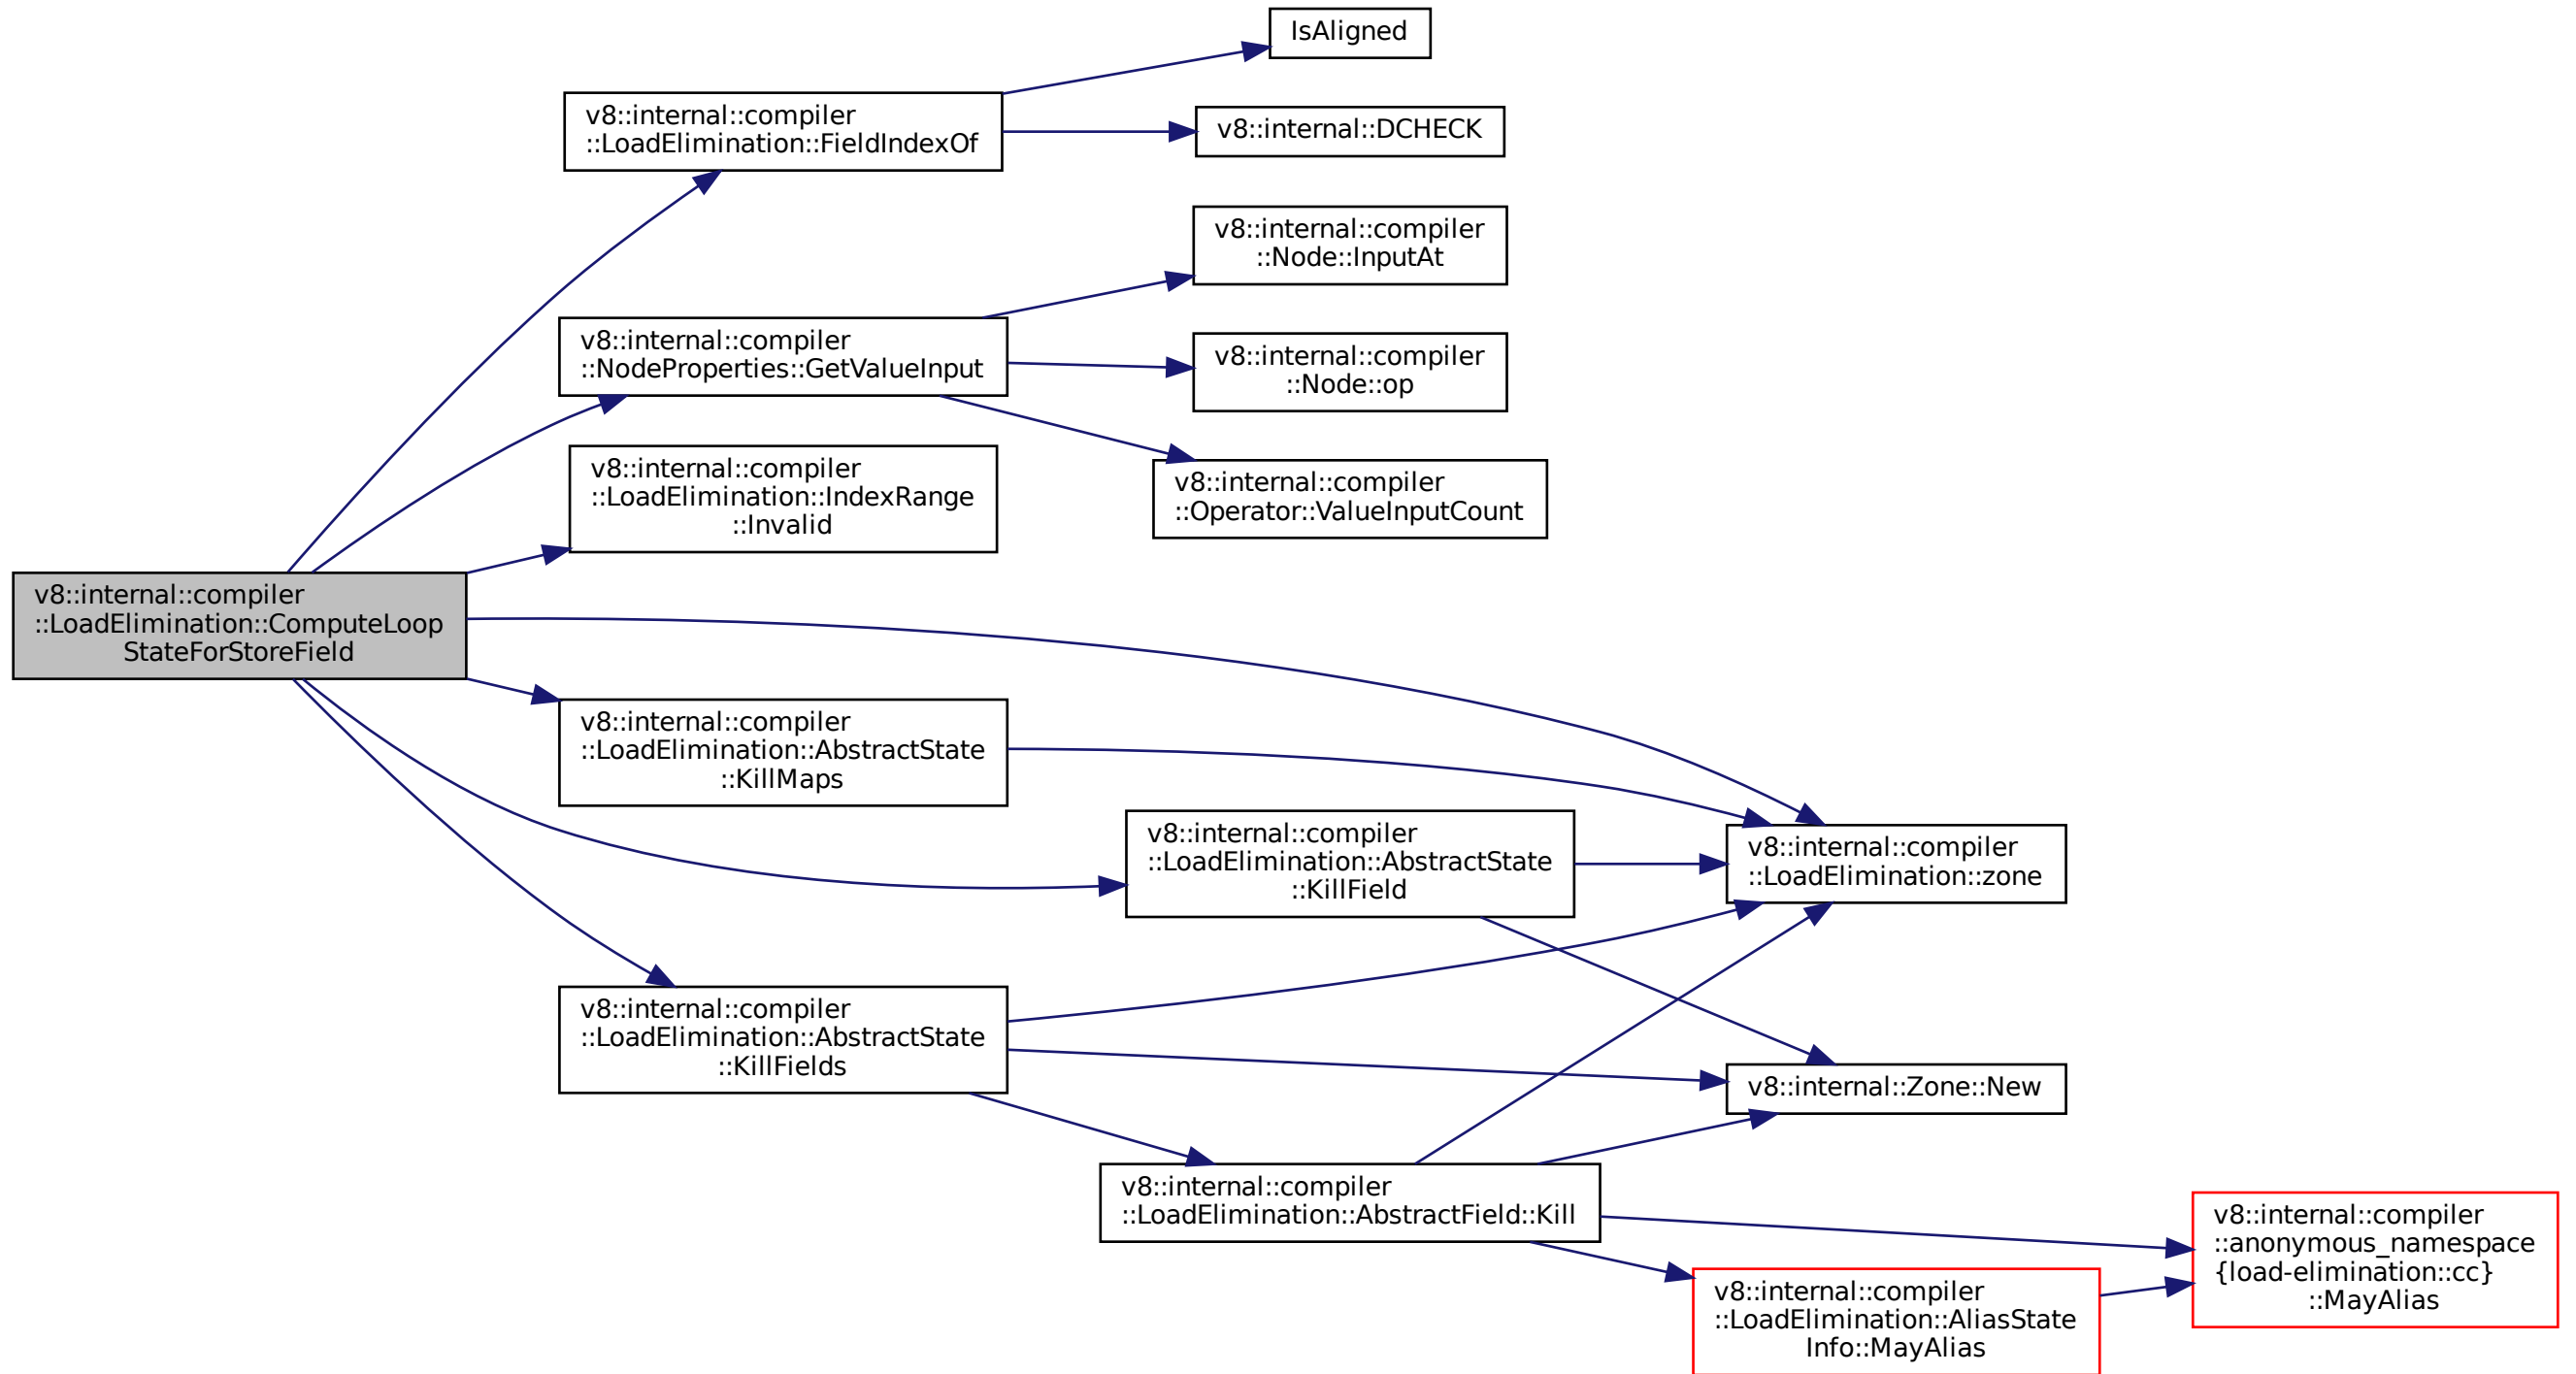 IsAligned
v8::internal::compiler
::LoadElimination::FieldIndexOf
v8::internal::DCHECK
v8::internal::compiler
::Node::InputAt
v8::internal::compiler
::NodeProperties::GetValueInput
v8::internal::compiler
::Node::op
v8::internal::compiler
::LoadElimination::IndexRange
::Invalid
v8::internal::compiler
::Operator::ValueInputCount
v8::internal::compiler
::LoadElimination::ComputeLoop
StateForStoreField
v8::internal::compiler
::LoadElimination::AbstractState
::KillMaps
v8::internal::compiler
::LoadElimination::AbstractState
::KillField
v8::internal::compiler
::LoadElimination::zone
v8::internal::compiler
::LoadElimination::AbstractState
::KillFields
v8::internal::Zone::New
v8::internal::compiler
::LoadElimination::AbstractField::Kill
v8::internal::compiler
::anonymous_namespace
{load-elimination::cc}
::MayAlias
v8::internal::compiler
::LoadElimination::AliasState
Info::MayAlias